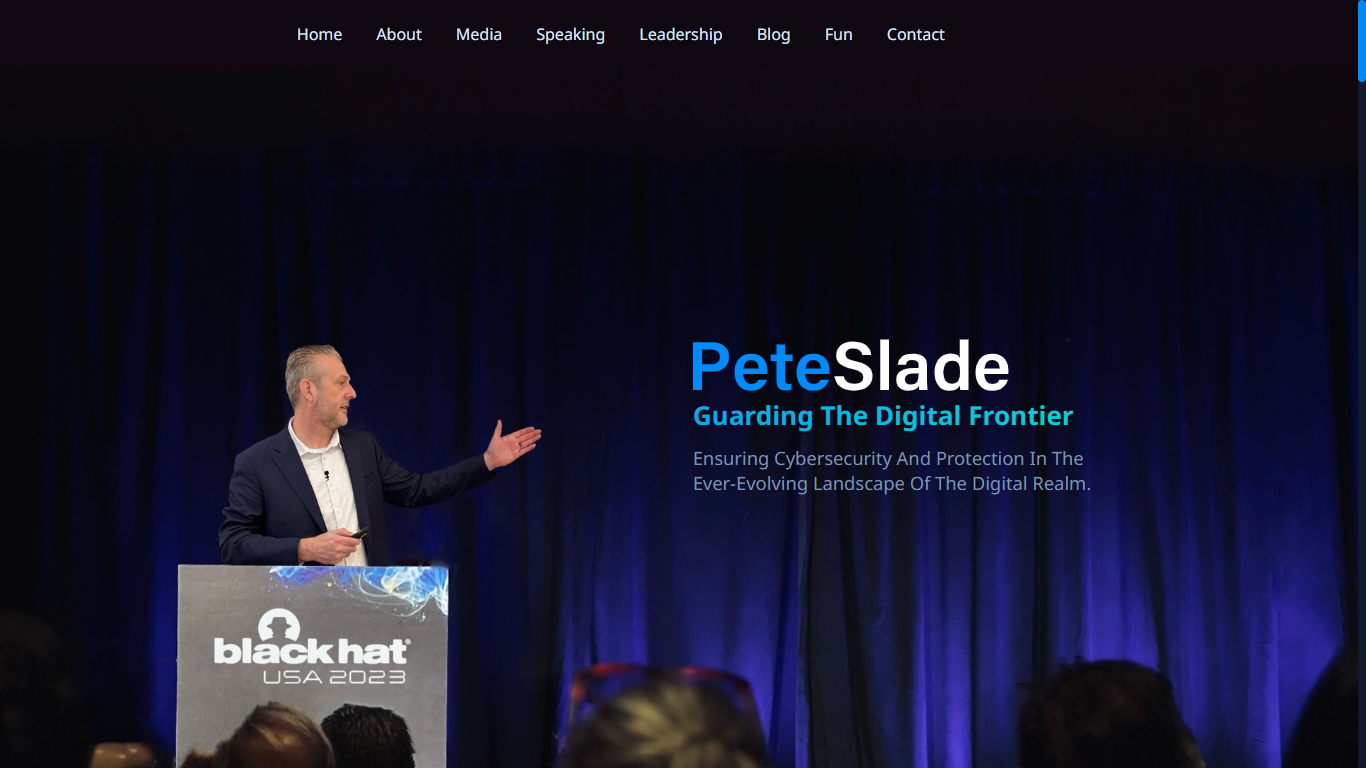 Home About Media Speaking Leadership Blog Fun Contact
PeteSlade
Guarding The Digital Frontier
Ensuring Cybersecurity And Protection In The
Ever-Evolving Landscape Of The Digital Realm.
black hat®
USA 2023